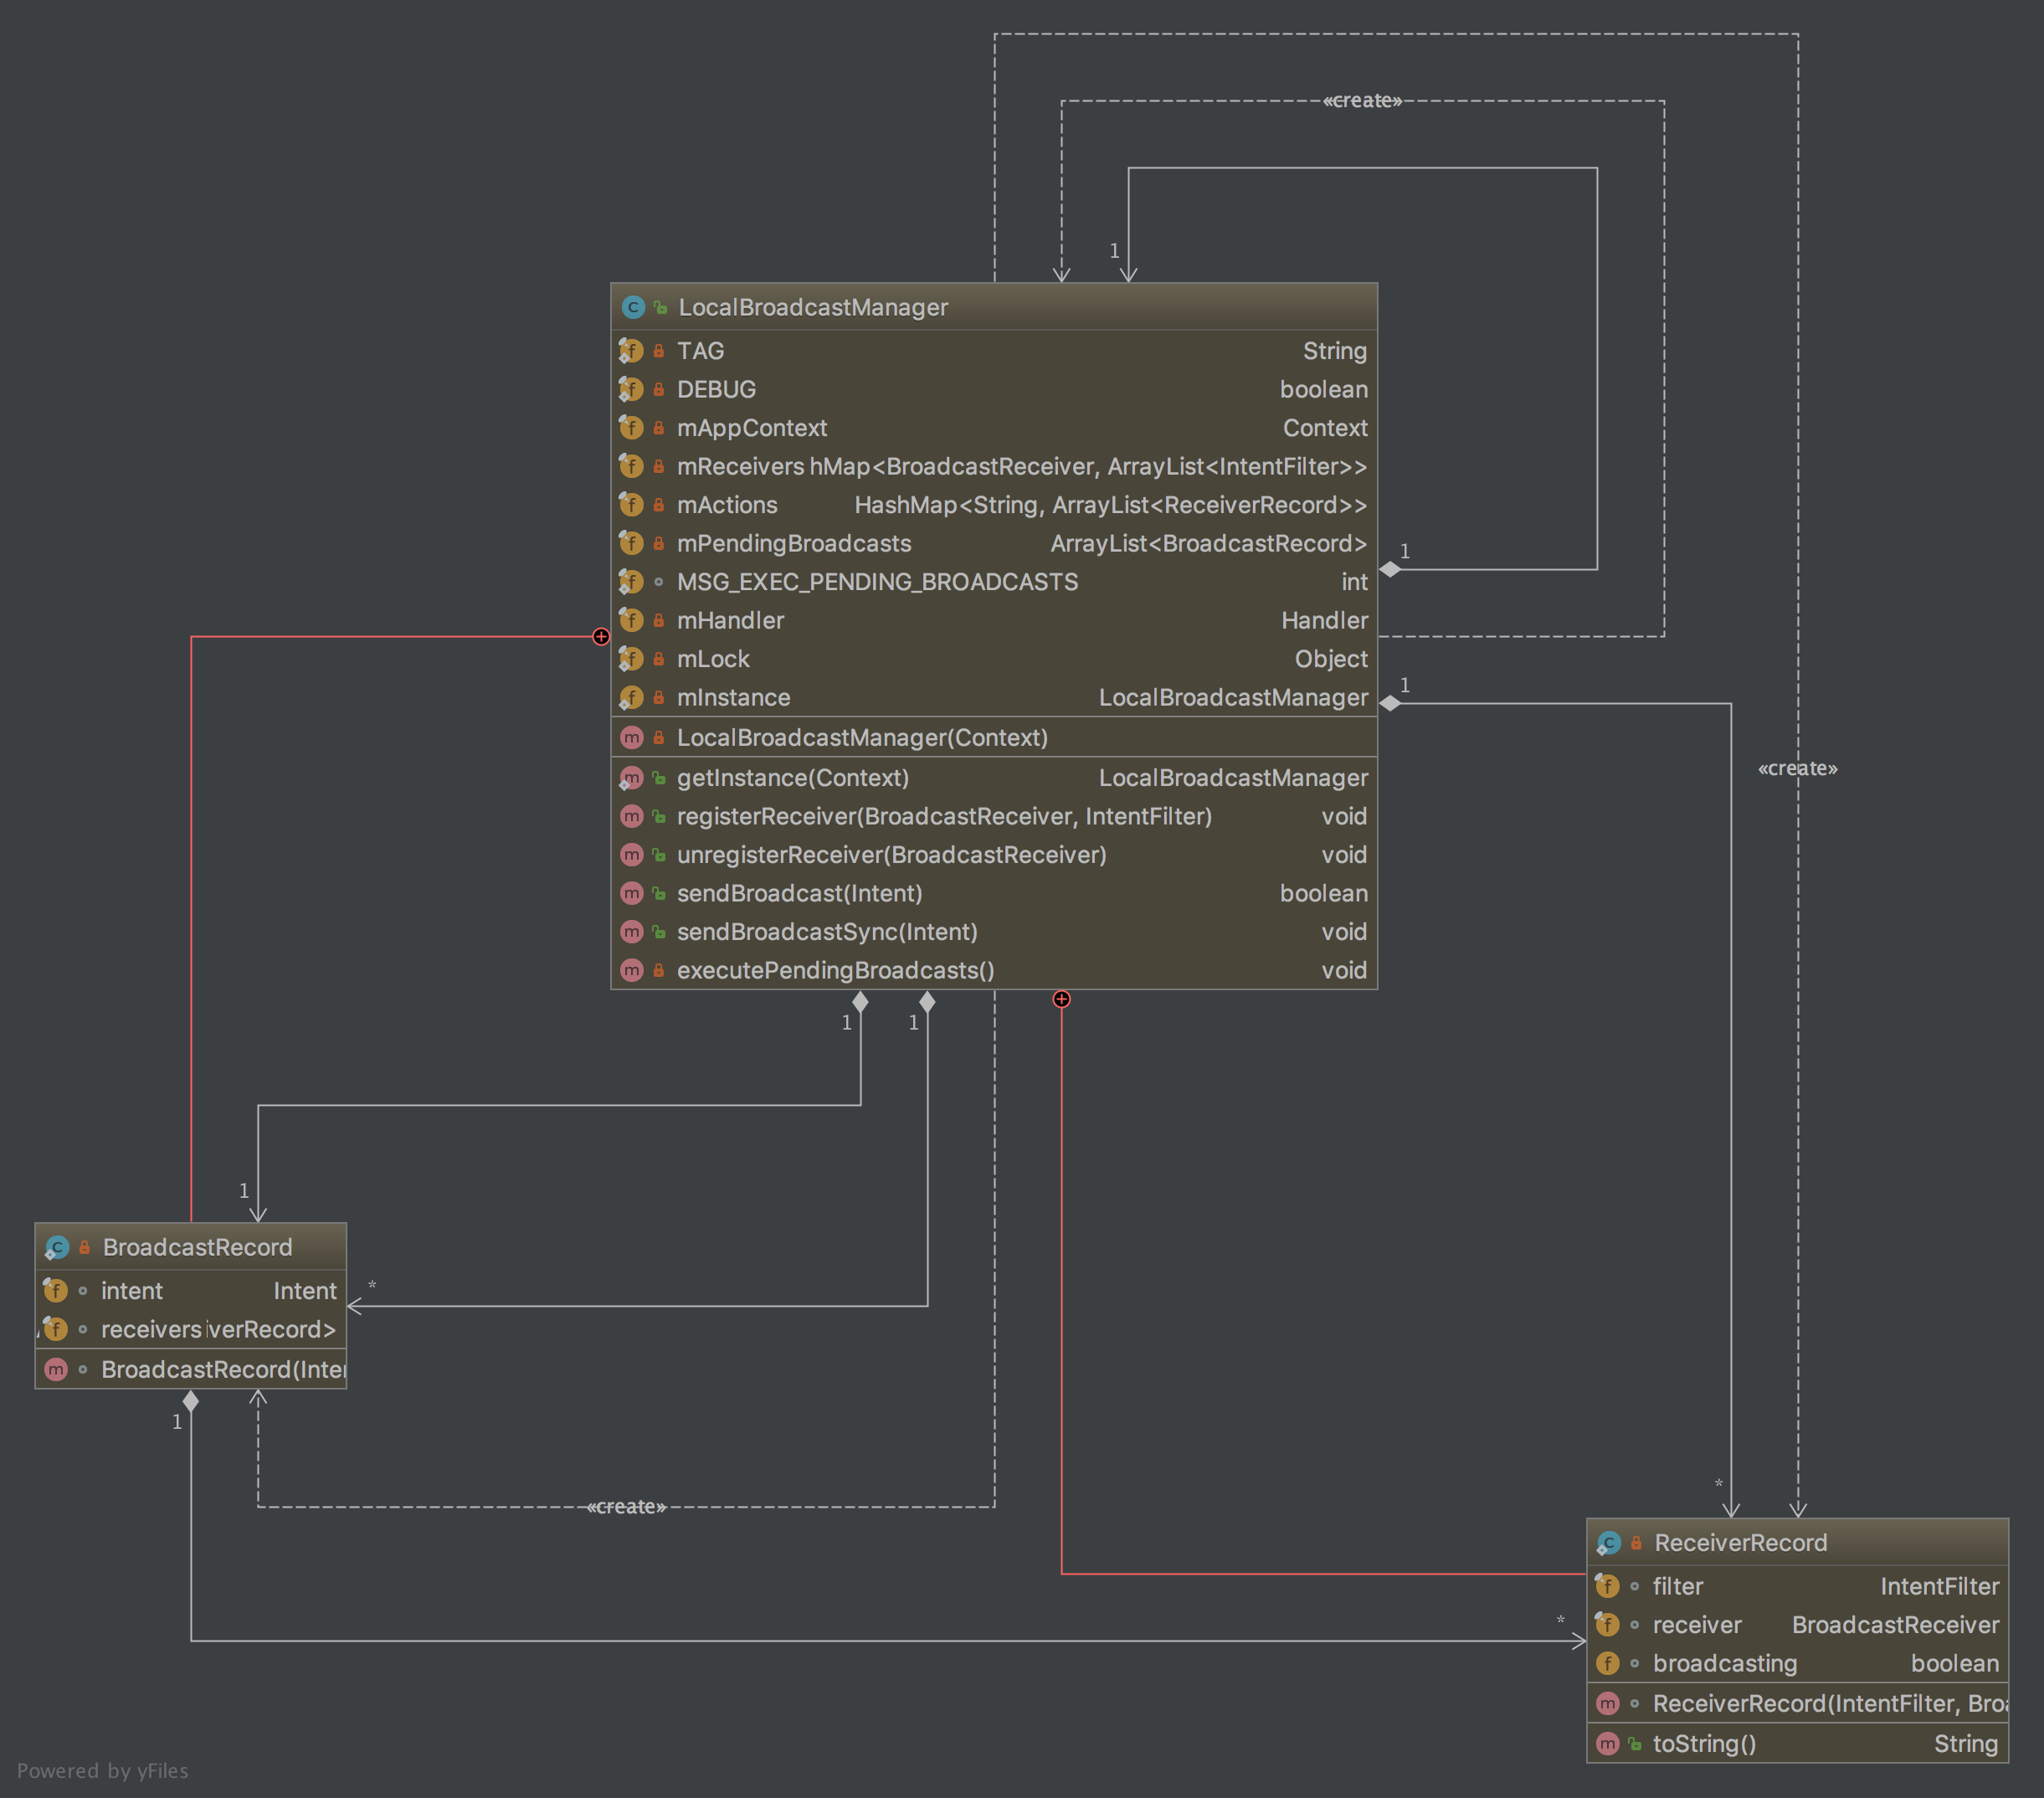 «create»
1
LocalBroadcastManager
TAG String
DEBUG boolean
mAppContext Context
mReceivers hMap<BroadcastReceiver, ArrayList<IntentFilter>>
mActions HashMap<String, ArrayList<ReceiverRecord>>
mPendingBroadcasts ArrayList<BroadcastRecord>
1
MSG_EXEC_PENDING_BROADCASTS int
mHandler Handler
mLock Object
mInstance LocalBroadcastManager
1
LocalBroadcastManager(Context)
getInstance(Context) LocalBroadcastManager
«create»
registerReceiver(BroadcastReceiver, IntentFilter) void
unregisterReceiver(BroadcastReceiver) void
sendBroadcast(Intent) boolean
sendBroadcastSync(Intent) void
executePendingBroadcasts() void
1 1
1
BroadcastRecord
*
intent Intent
receivers iverRecord>
BroadcastRecord(Inte
1
«create»
*
ReceiverRecord
filter IntentFilter
*
receiver BroadcastReceiver
broadcasting boolean
ReceiverRecord(IntentFilter, Broa
toString() String
Powered by yFiles